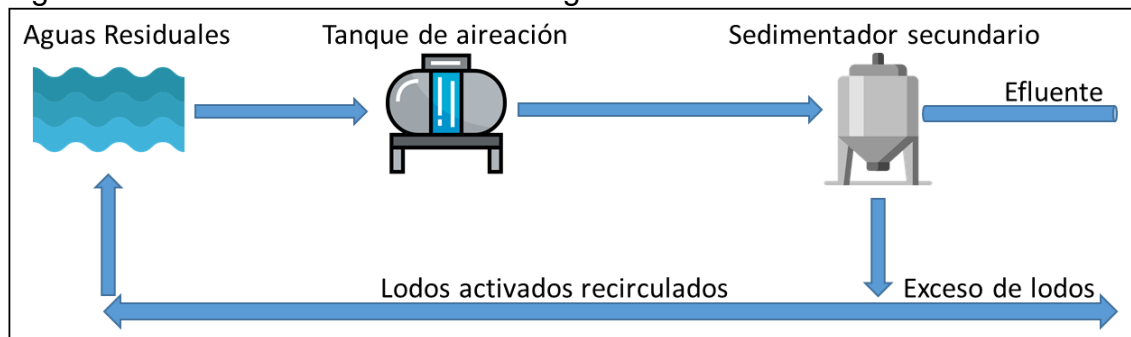 Aguas Residuales
Tanque de aireación
Sedimentador secundario
Efluente
Lodos activados recirculados
Exceso de lodos